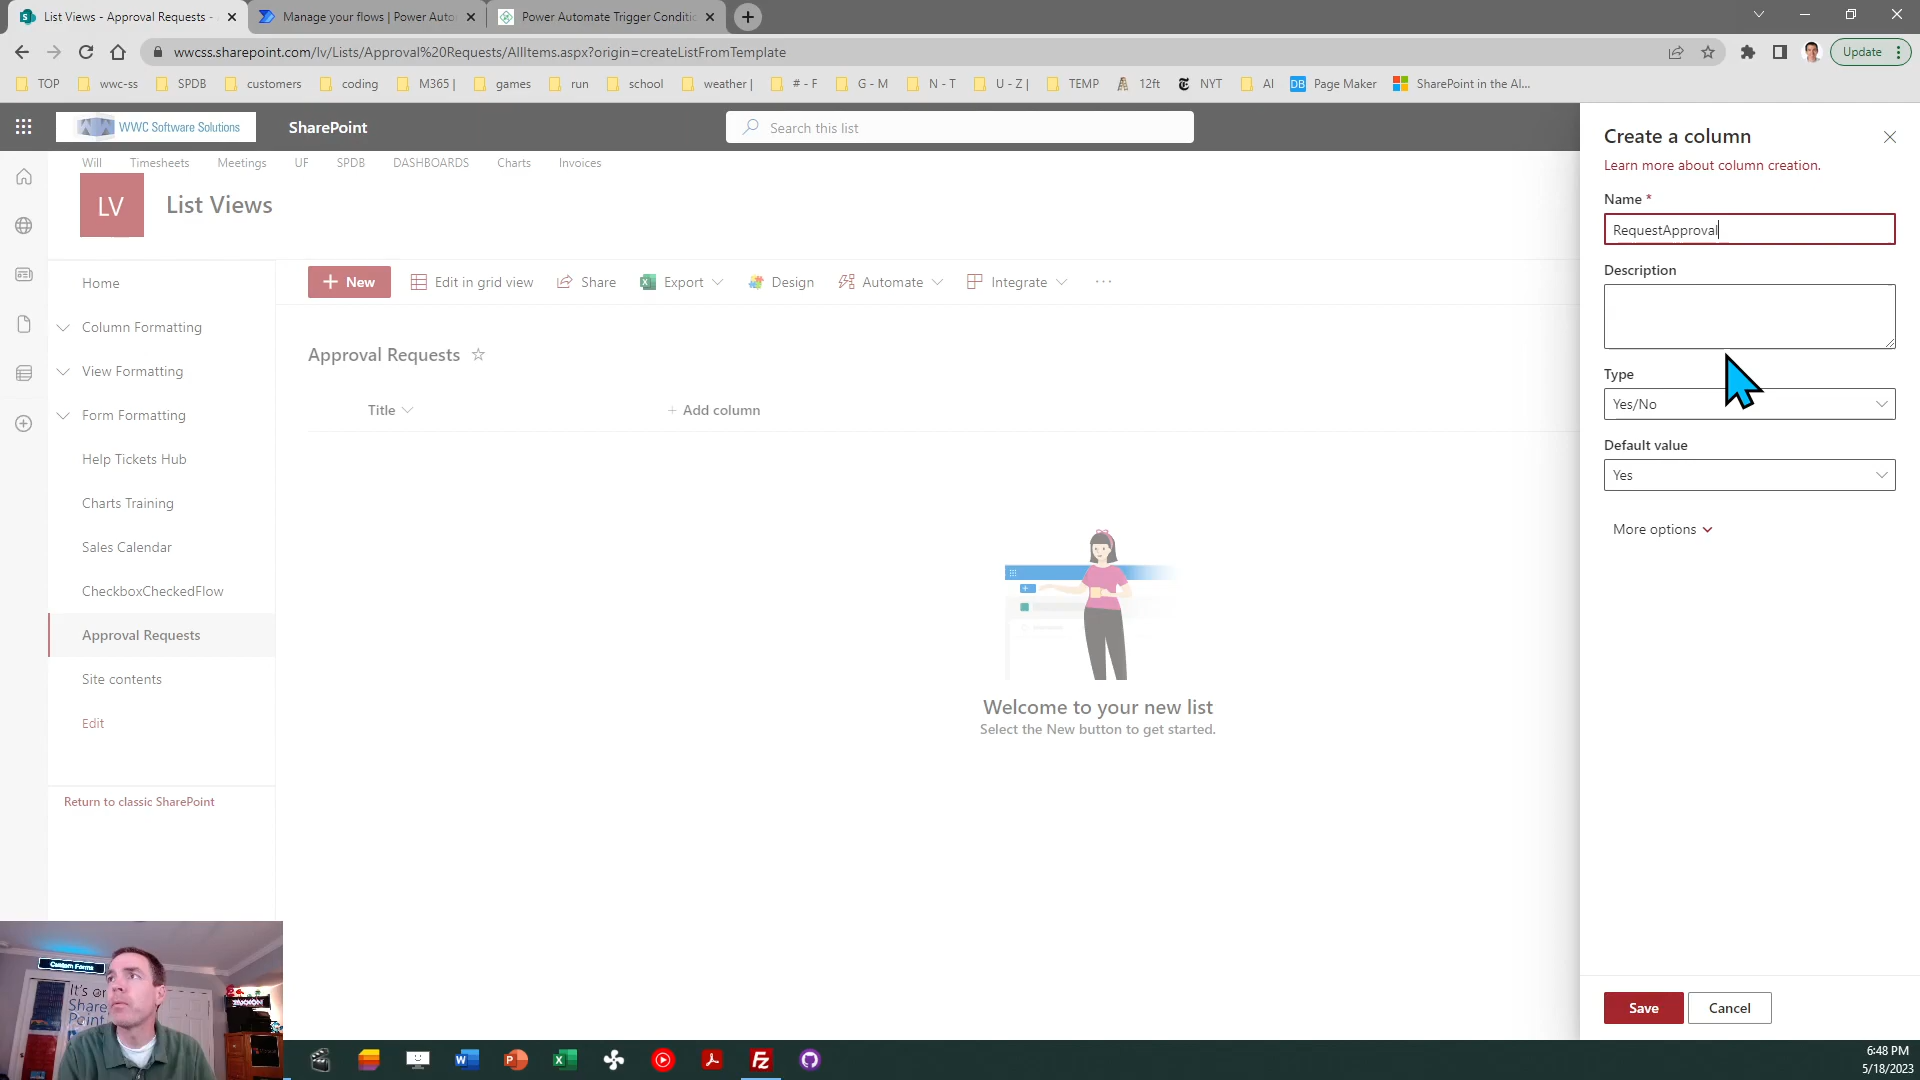 List Views - Approval Requests -
Manage your flows | Power Auto
Power Automate Trigger Conditio
wwcss.sharepoint.com/lv/Lists/Approval%20Requests/AllItems.aspx?origin=createListFromTemplate
Update
TOP
wwc-ss
SPDB
customers
coding
M365 |
games
run
school
weather |
# - F
G - M
N - T
U - Z |
TEMP
12ft
NYT
AI
DB
Page Maker
SharePoint in the AI...
WWC Software Solutions
SharePoint
Search this list
Will
Timesheets
Meetings
UF
SPDB
DASHBOARDS
Charts
Invoices
LV
List Views
Home
Column Formatting
View Formatting
Form Formatting
Help Tickets Hub
Charts Training
Sales Calendar
CheckboxCheckedFlow
Approval Requests
Site contents
Edit
Return to classic SharePoint
+ New
Edit in grid view
Share
Export
Design
Automate
Integrate
...
Approval Requests
Title
+ Add column
Welcome to your new list
Select the New button to get started.
Create a column
Learn more about column creation.
Name *
RequestApproval
Description
Type
Yes/No
Default value
Yes
More options
Save
Cancel
Custom Forms
It's on
Share
Point
6:48 PM
5/18/2023